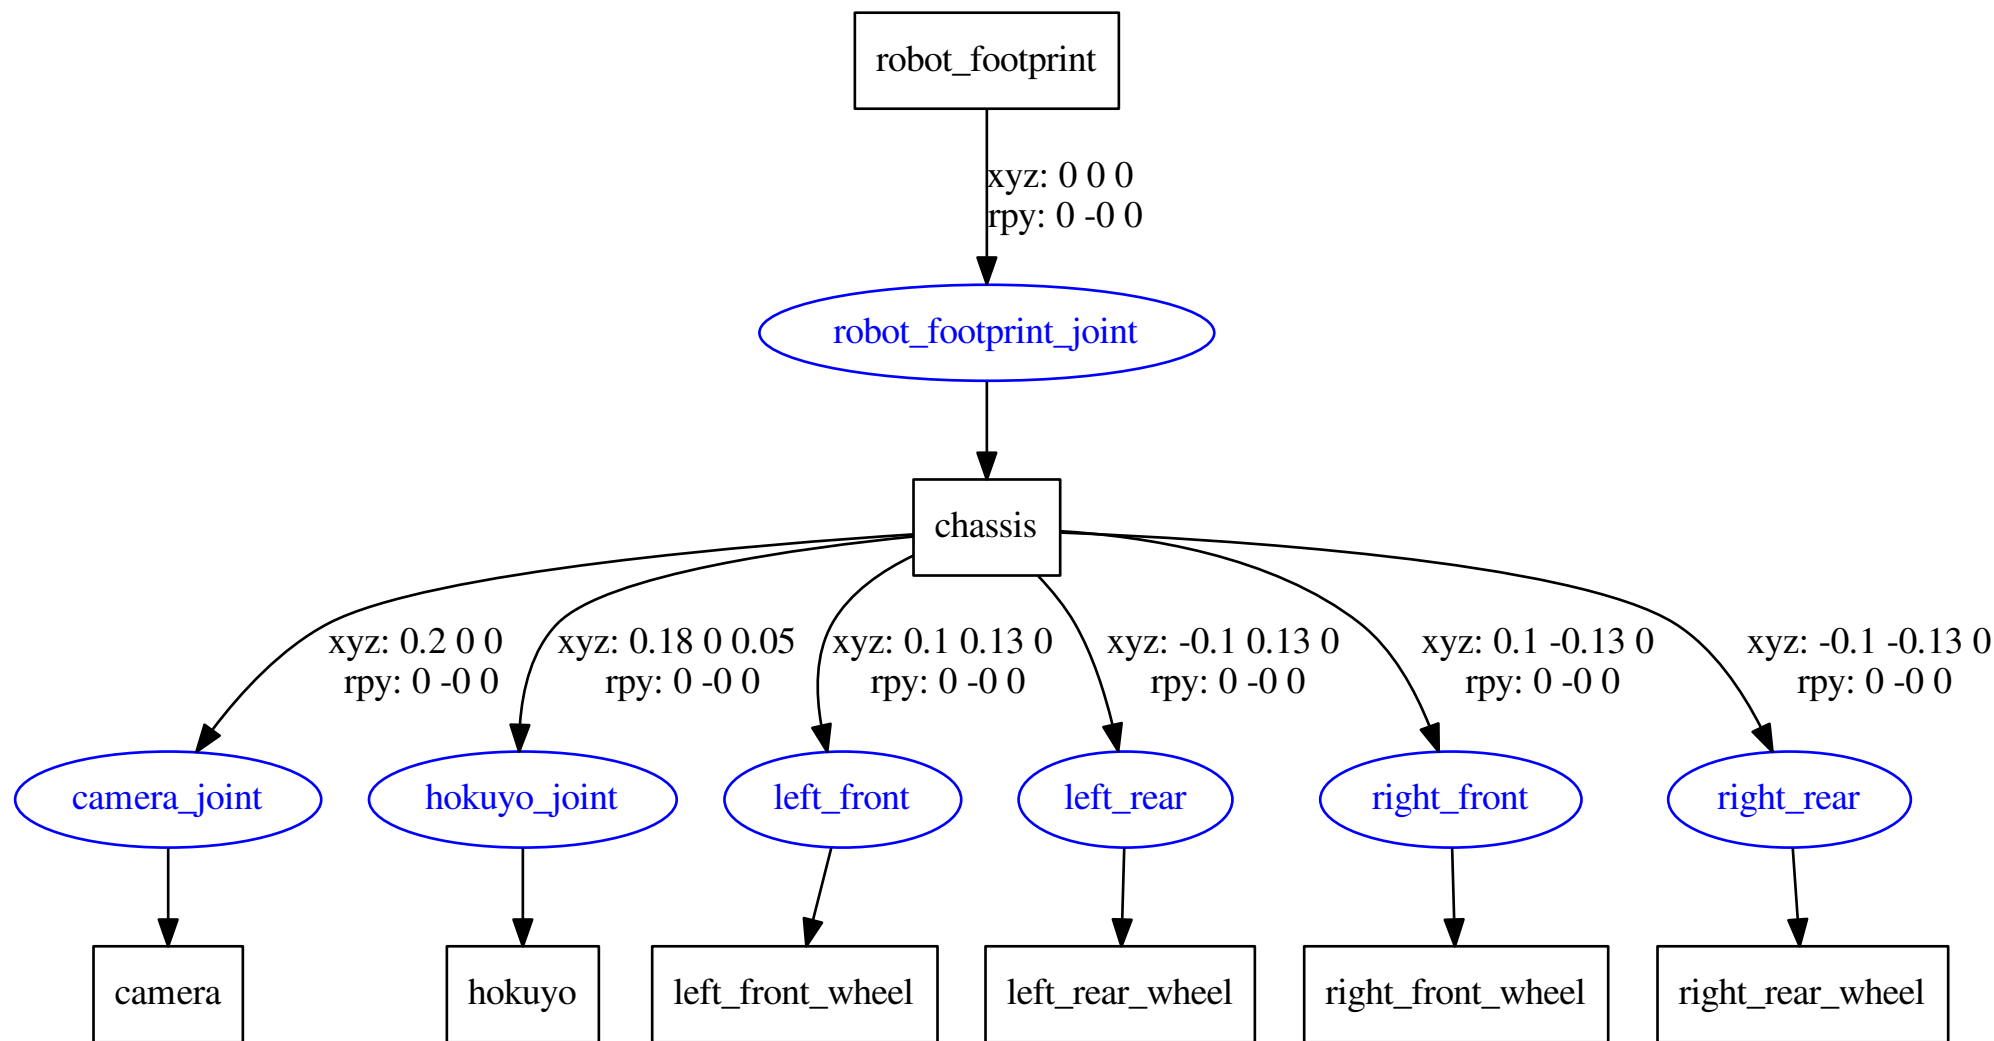 robot_footprint
xyz: 0 0 0
rpy: 0 -0 0
robot_footprint_joint
chassis
xyz: 0.2 0 0
rpy: 0 -0 0
xyz: 0.18 0 0.05
rpy: 0 -0 0
xyz: 0.1 0.13 0
rpy: 0 -0 0
xyz: -0.1 0.13 0
rpy: 0 -0 0
xyz: 0.1 -0.13 0
rpy: 0 -0 0
xyz: -0.1 -0.13 0
rpy: 0 -0 0
camera_joint
hokuyo_joint
left_front
left_rear
right_front
right_rear
camera
hokuyo
left_front_wheel
left_rear_wheel
right_front_wheel
right_rear_wheel